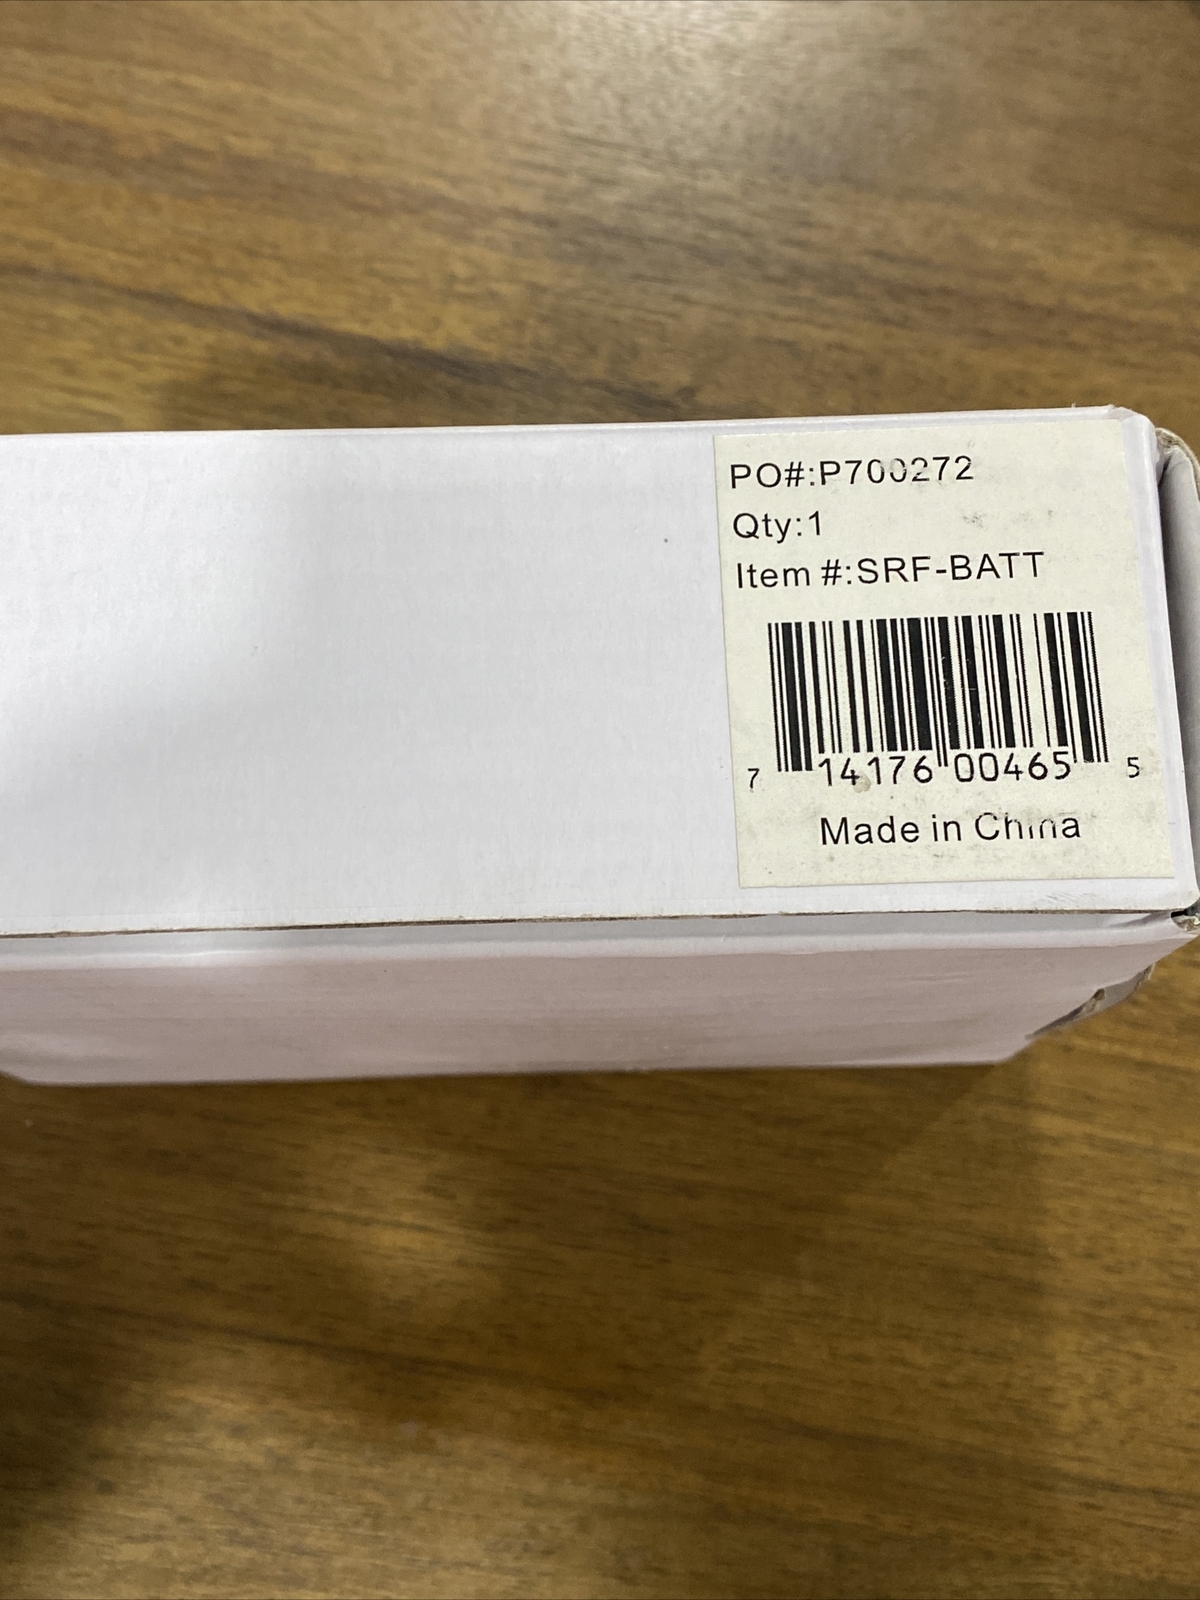 PO#:P700272
Qty:1
Item #:SRF-BATT
7 14176 00465 5
Made in China